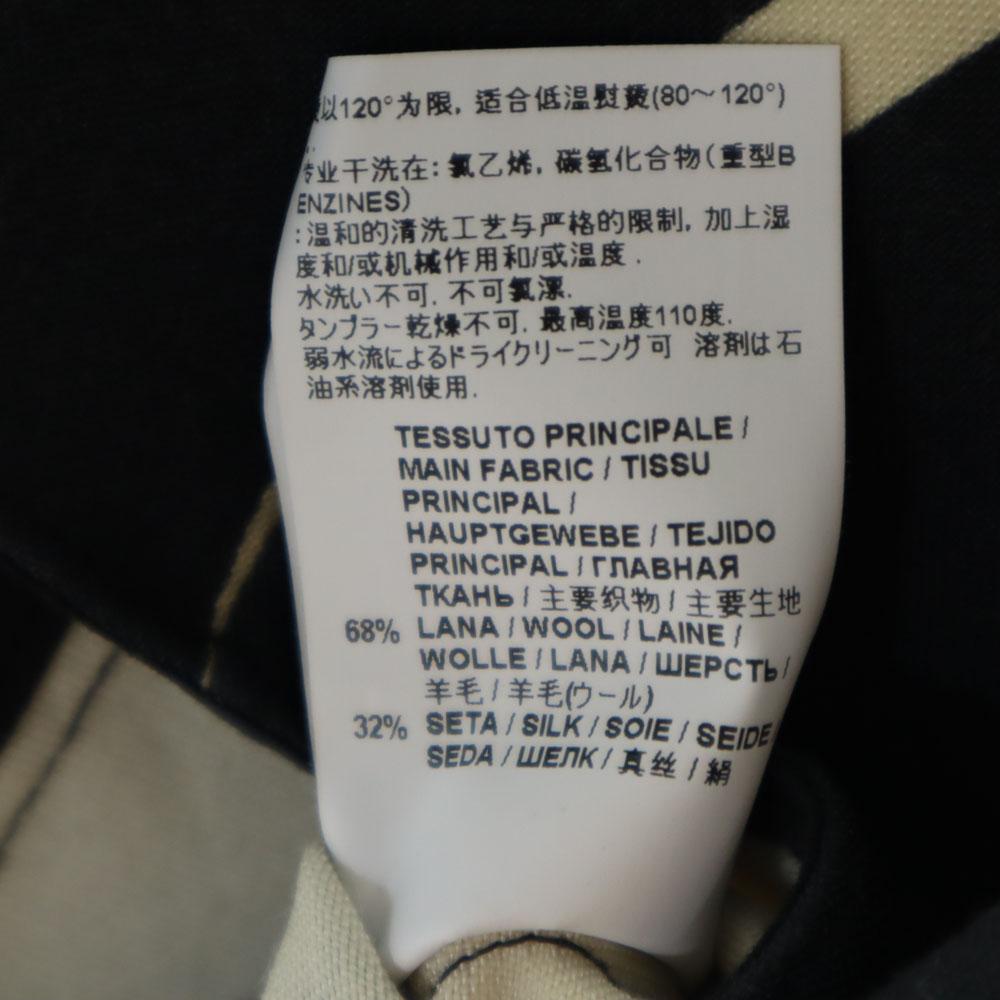 以120°为限, 适合低温熨烫(80～120°)
.
专业干洗在: 氯乙烯, 碳氢化合物(重型B
ENZINES)
:温和的清洗工艺与严格的限制, 加上湿
度和/或机械作用和/或温度 .
水洗い不可. 不可氯漂.
タンブラー乾燥不可. 最高温度110度.
弱水流によるドライクリーニング可 溶剤は石
油系溶剤使用.
TESSUTO PRINCIPALE /
MAIN FABRIC / TISSU
PRINCIPAL /
HAUPTGEWEBE / TEJIDO
PRINCIPAL / ГЛАВНАЯ
ТКАНЬ / 主要织物 / 主要生地
68% LANA / WOOL / LAINE /
WOLLE / LANA / ШЕРСТЬ /
羊毛 / 羊毛(ウール)
32% SETA / SILK / SOIE / SEIDE
SEDA / ШЕЛК / 真丝 / 絹